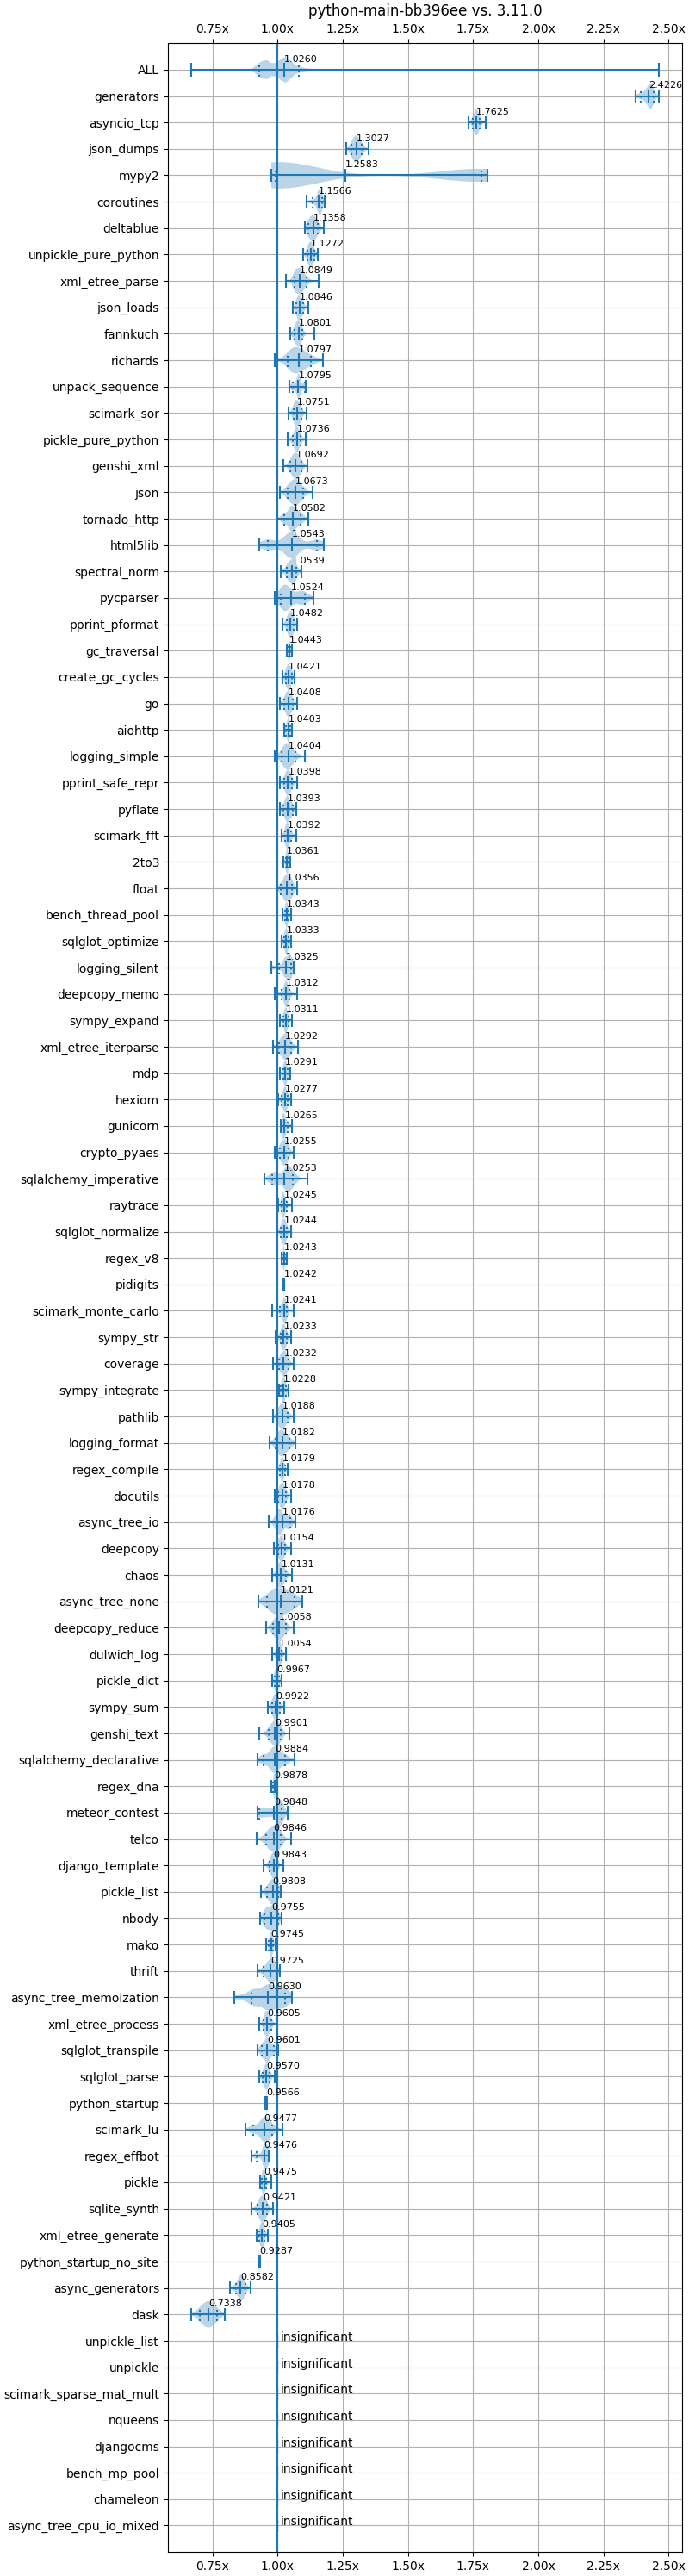 python-main-bb396ee vs. 3.11.0
0.75x 1.00x 1.25x 1.50x 1.75x 2.00x 2.25x 2.50x
ALL 1.0260
generators 2.4226
asyncio_tcp 1.7625
json_dumps 1.3027
mypy2 1.2583
coroutines 1.1566
deltablue 1.1358
unpickle_pure_python 1.1272
xml_etree_parse 1.0849
json_loads 1.0846
fannkuch 1.0801
richards 1.0797
unpack_sequence 1.0795
scimark_sor 1.0751
pickle_pure_python 1.0736
genshi_xml 1.0692
json 1.0673
tornado_http 1.0582
html5lib 1.0543
spectral_norm 1.0539
pycparser 1.0524
pprint_pformat 1.0482
gc_traversal 1.0443
create_gc_cycles 1.0421
go 1.0408
aiohttp 1.0403
logging_simple 1.0404
pprint_safe_repr 1.0398
pyflate 1.0393
scimark_fft 1.0392
2to3 1.0361
float 1.0356
bench_thread_pool 1.0343
sqlglot_optimize 1.0333
logging_silent 1.0325
deepcopy_memo 1.0312
sympy_expand 1.0311
xml_etree_iterparse 1.0292
mdp 1.0291
hexiom 1.0277
gunicorn 1.0265
crypto_pyaes 1.0255
sqlalchemy_imperative 1.0253
raytrace 1.0245
sqlglot_normalize 1.0244
regex_v8 1.0243
pidigits 1.0242
scimark_monte_carlo 1.0241
sympy_str 1.0233
coverage 1.0232
sympy_integrate 1.0228
pathlib 1.0188
logging_format 1.0182
regex_compile 1.0179
docutils 1.0178
async_tree_io 1.0176
deepcopy 1.0154
chaos 1.0131
async_tree_none 1.0121
deepcopy_reduce 1.0058
dulwich_log 1.0054
pickle_dict 0.9967
sympy_sum 0.9922
genshi_text 0.9901
sqlalchemy_declarative 0.9884
regex_dna 0.9878
meteor_contest 0.9848
telco 0.9846
django_template 0.9843
pickle_list 0.9808
nbody 0.9755
mako 0.9745
thrift 0.9725
async_tree_memoization 0.9630
xml_etree_process 0.9605
sqlglot_transpile 0.9601
sqlglot_parse 0.9570
python_startup 0.9566
scimark_lu 0.9477
regex_effbot 0.9476
pickle 0.9475
sqlite_synth 0.9421
xml_etree_generate 0.9405
python_startup_no_site 0.9287
async_generators 0.8582
dask 0.7338
unpickle_list insignificant
unpickle insignificant
scimark_sparse_mat_mult insignificant
nqueens insignificant
djangocms insignificant
bench_mp_pool insignificant
chameleon insignificant
async_tree_cpu_io_mixed insignificant
0.75x 1.00x 1.25x 1.50x 1.75x 2.00x 2.25x 2.50x